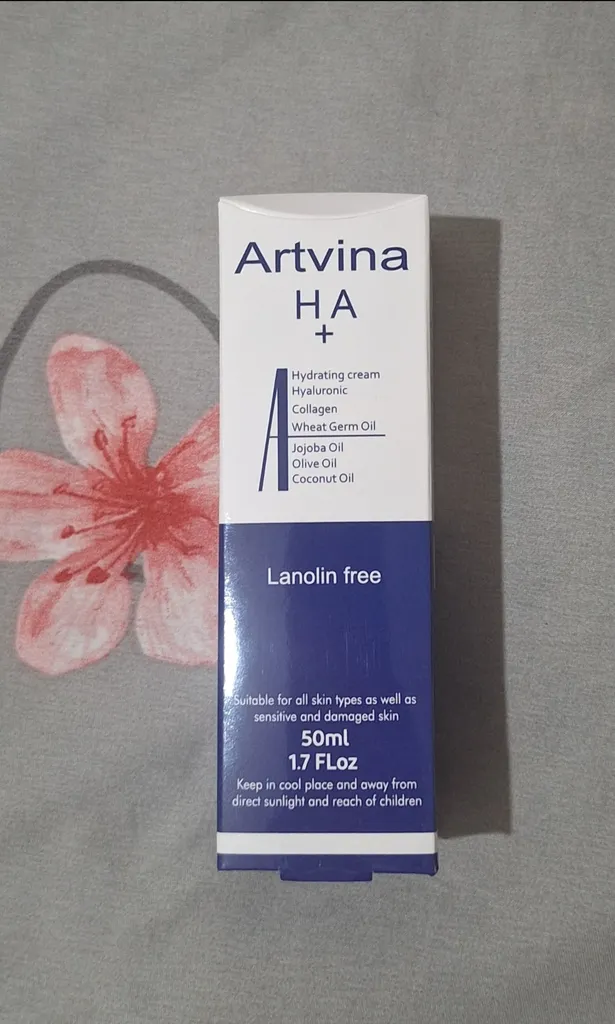 Artvina
HA
+
A
Hydrating cream
Hyaluronic
Collagen
Wheat Germ Oil
Jojoba Oil
Olive Oil
Coconut Oil
Lanolin free
Suitable for all skin types as well as
sensitive and damaged skin
50ml
1.7 FLoz
Keep in cool place and away from
direct sunlight and reach of children